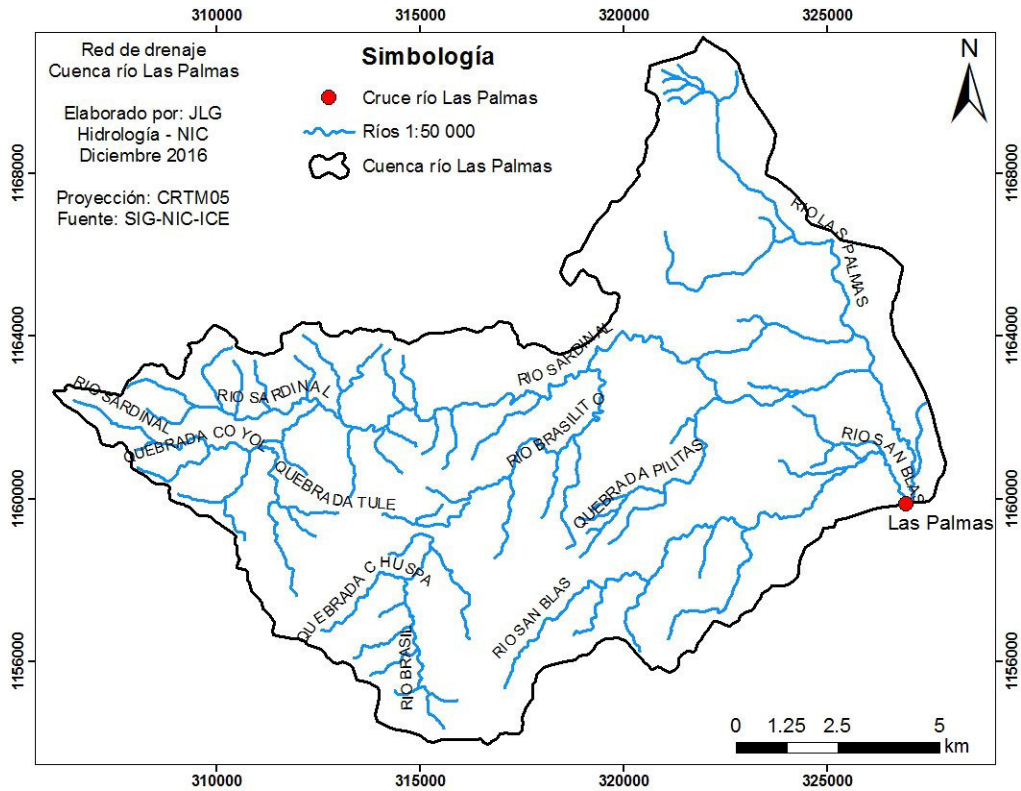 310000 315000 320000 325000
Red de drenaje
Cuenca río Las Palmas
Elaborado por: JLG
Hidrología - NIC
Diciembre 2016
Proyección: CRTM05
Fuente: SIG-NIC-ICE
Simbología
Cruce río Las Palmas
Ríos 1:50 000
Cuenca río Las Palmas
N
1168000
1168000
RIO LAS PALMAS
1164000
1164000
RIO SARDINAL
RIO SARDINAL
RIO SARDINAL
RIO BRASILITO
QUEBRADA COYOL
QUEBRADA TULE
QUEBRADA PILITAS
RIO SAN BLAS
1160000
1160000
Las Palmas
QUEBRADA CHUSPA
RIO SAN BLAS
RIO BRASIL
1156000
1156000
0 1.25 2.5 5
km
310000 315000 320000 325000